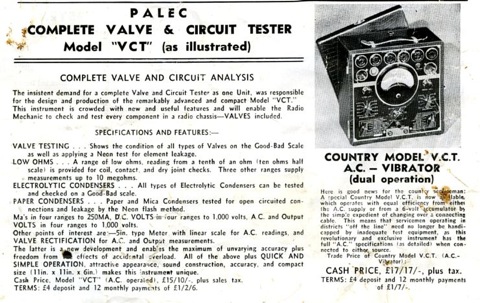 PALEC
COMPLETE VALVE & CIRCUIT TESTER
Model "VCT" (as illustrated)
COMPLETE VALVE AND CIRCUIT ANALYSIS
The insistent demand for a complete Valve and Circuit Tester as one Unit, was responsible
for the design and production of the remarkably advanced and compact Model "VCT."
This instrument is crowded with new and useful features and will enable the Radio
Mechanic to check and test every component in a radio chassis—VALVES included.
SPECIFICATIONS AND FEATURES:—
VALVE TESTING . . . Shows the condition of all types of Valves on the Good-Bad Scale
as well as applying a Neon test for element leakage.
LOW OHMS . . . A range of low ohms, reading from a tenth of an ohm (ten ohms half
scale) is provided for coil, contact, and dry joint checks. Three other ranges supply
measurements up to 10 megohms.
ELECTROLYTIC CONDENSERS . . . All types of Electrolytic Condensers can be tested
and checked on a Good-Bad scale.
PAPER CONDENSERS . . . Paper and Mica Condensers tested for open circuited con-
nections and leakage by the Neon flash method.
Ma's in four ranges to 250MA, D.C. VOLTS in four ranges to 1,000 volts, A.C. and Output
VOLTS in four ranges to 1,000 volts.
Other points of interest are:—5in. type Meter with linear scale for A.C. readings, and
VALVE RECTIFICATION for A.C. and Output measurements.
The latter is a new development and enables the maximum of unvarying accuracy plus
freedom from effects of accidental overload. All of the above plus QUICK AND
SIMPLE OPERATION, attractive appearance, sound construction, accuracy, and compact
size (11in. x 11in. x 6in.) makes this instrument unique.
Cash Price, Model "VCT" (A.C. operated), £15/10/-, plus sales tax.
TERMS: £4 deposit and 12 monthly payments of £1/2/6.
COUNTRY MODEL V.C.T.
A.C. — VIBRATOR
(dual operation)
Here is good news for the country serviceman:
A special Country Model V.C.T. is now available,
which operates with equal efficiency from either
the A.C. supply or from a 6-volt accumulator by
the simple expedient of changing over a connecting
cable. This means that servicemen operating in
districts "off the line" need no longer be handi-
capped by inadequate test equipment, as this
revolutionary and exclusive instrument has the
full "A.C." specifications (as detailed) when con-
nected to either source.
Trade Price of Country Model V.C.T. (A.C.-
Vibrator):—
CASH PRICE, £17/17/-, plus tax.
TERMS: £4 deposit and 12 monthly payments
of £1/7/-.